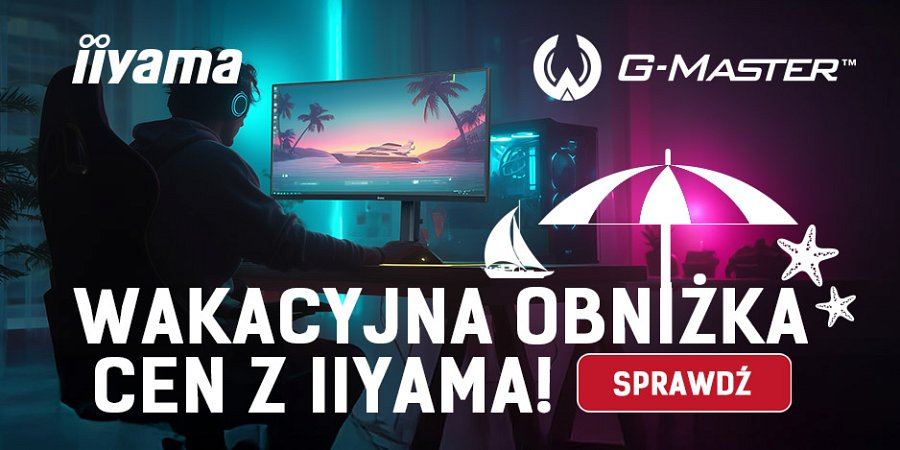 iiyama
G-MASTER™
WAKACYJNA OBNIŻKA
CEN Z IIYAMA!
SPRAWDŹ